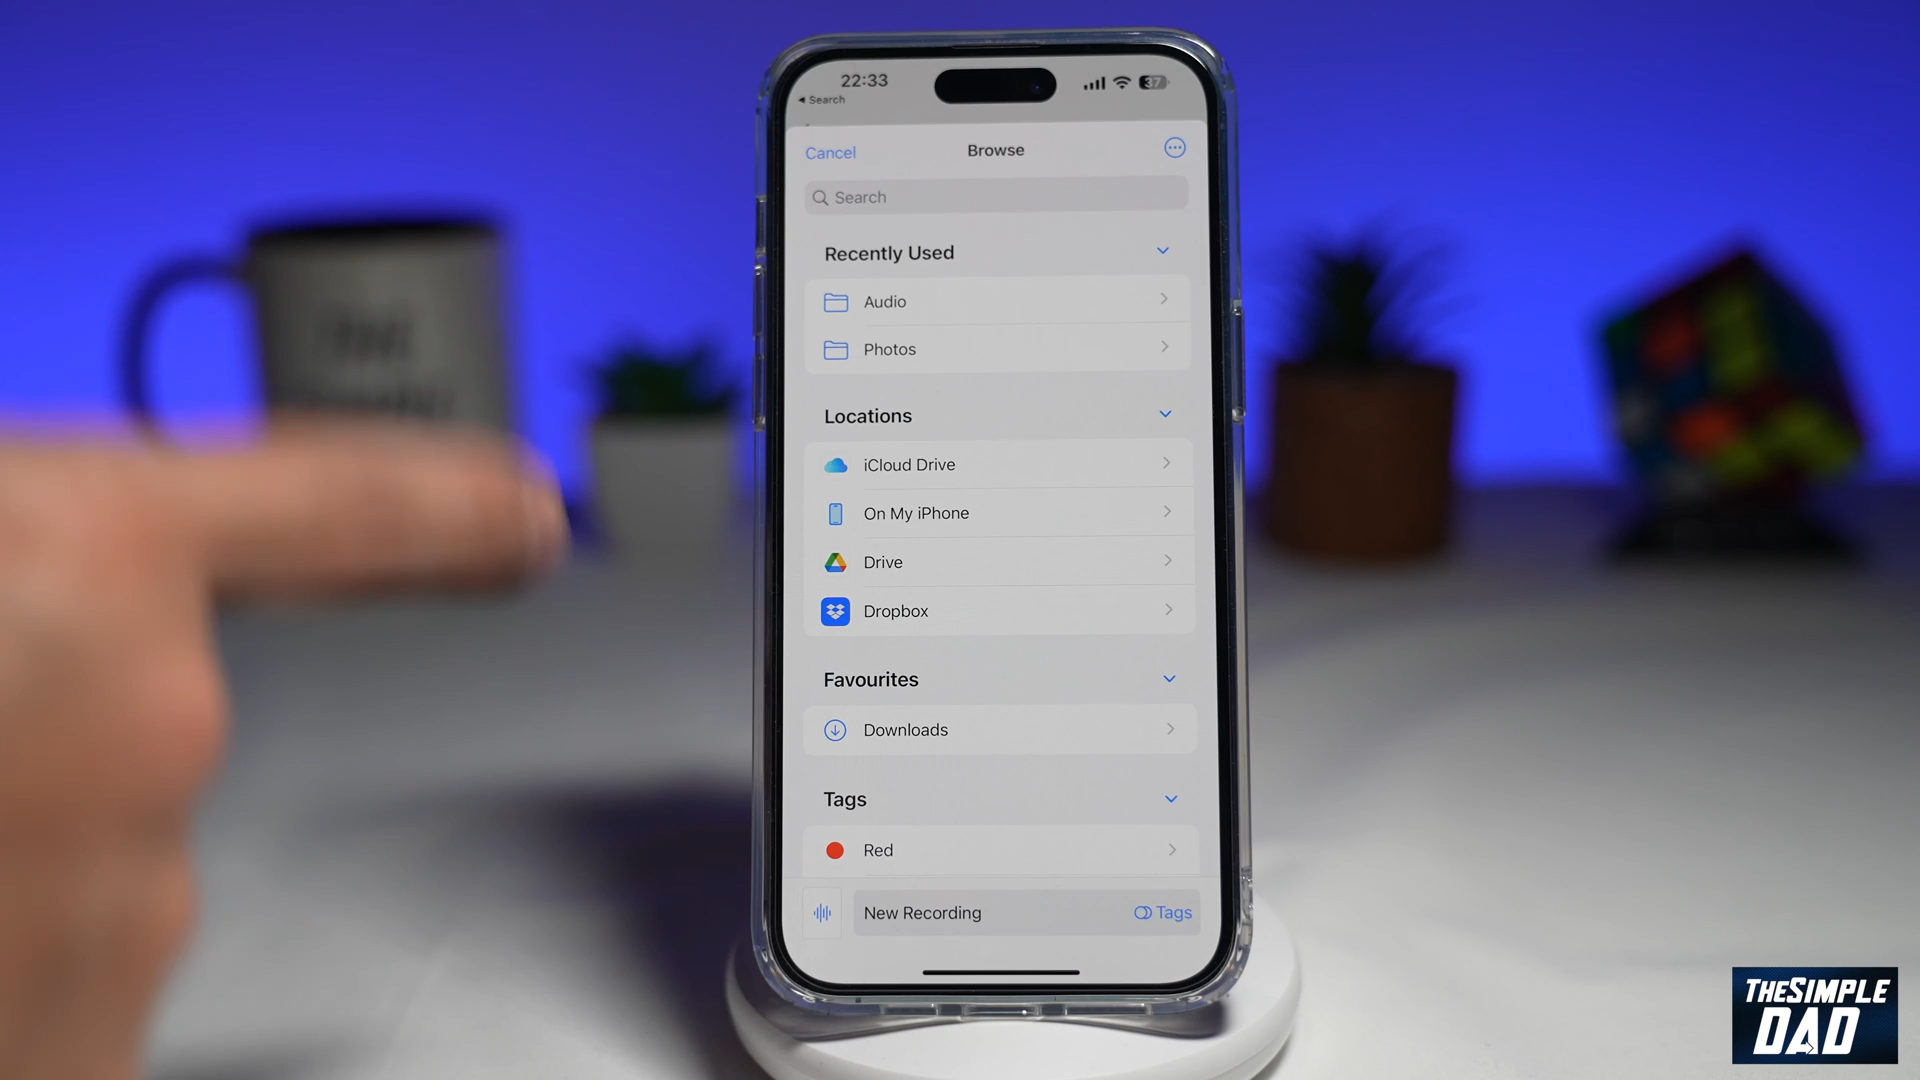 22:33
37
Search
Cancel
Browse
Search
Recently Used
Audio
Photos
Locations
iCloud Drive
On My iPhone
Drive
Dropbox
Favourites
Downloads
Tags
Red
New Recording
Tags
THESIMPLE
DAD